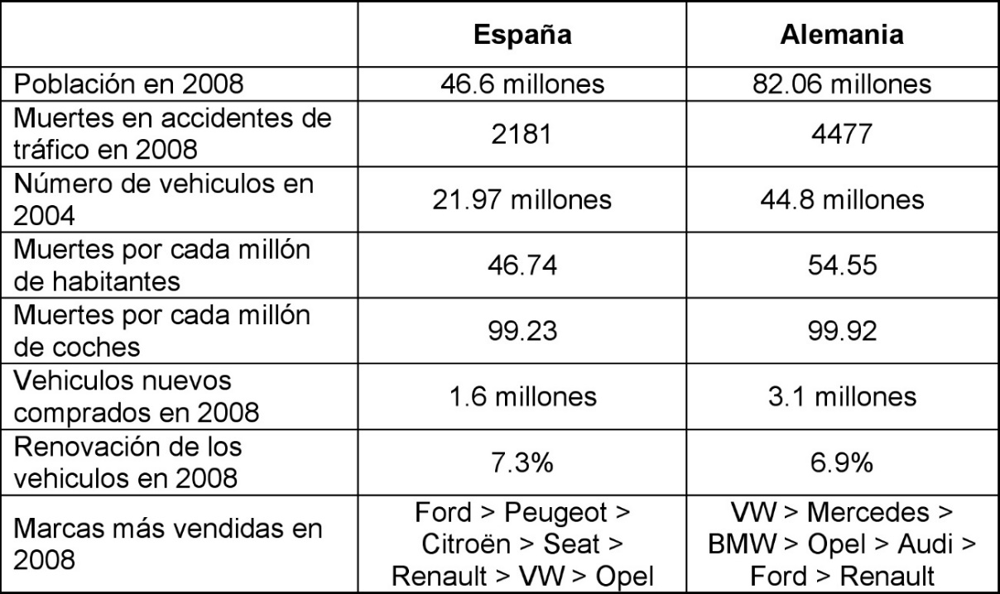 España Alemania
Población en 2008 46.6 millones 82.06 millones
Muertes en accidentes de
tráfico en 2008 2181 4477
Número de vehiculos en
2004 21.97 millones 44.8 millones
Muertes por cada millón
de habitantes 46.74 54.55
Muertes por cada millón
de coches 99.23 99.92
Vehiculos nuevos
comprados en 2008 1.6 millones 3.1 millones
Renovación de los
vehiculos en 2008 7.3% 6.9%
Marcas más vendidas en
2008
Ford > Peugeot >
Citroën > Seat >
Renault > VW > Opel
VW > Mercedes >
BMW > Opel > Audi >
Ford > Renault